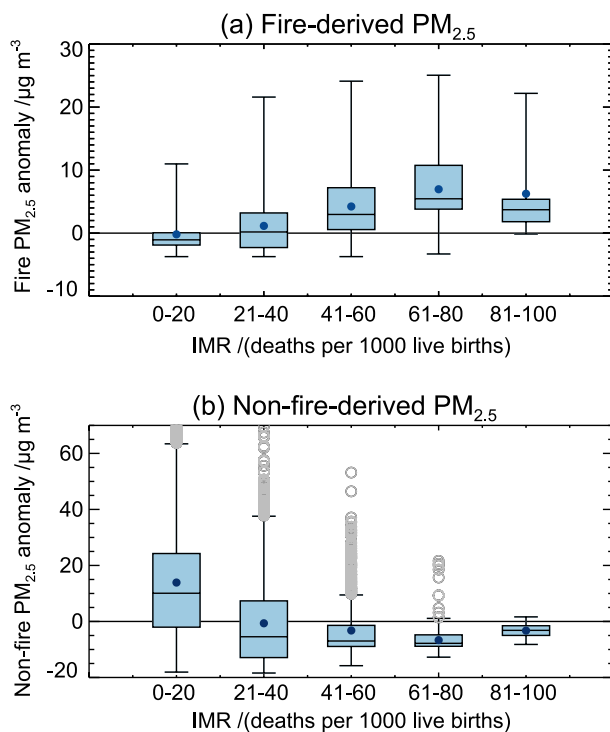 (a) Fire-derived PM2.5
30
20
10
0
-10
Fire PM2.5 anomaly /µg m-3
0-20 21-40 41-60 61-80 81-100
IMR /(deaths per 1000 live births)
(b) Non-fire-derived PM2.5
60
40
20
0
-20
Non-fire PM2.5 anomaly /µg m-3
0-20 21-40 41-60 61-80 81-100
IMR /(deaths per 1000 live births)